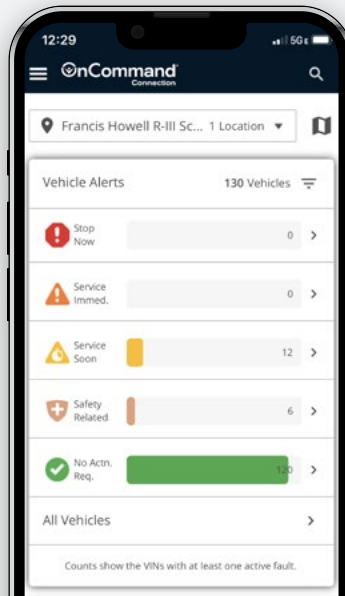 12:29
5G E
OnCommand
Connection
Francis Howell R-III Sc... 1 Location
Vehicle Alerts 130 Vehicles
Stop
Now
0
Service
Immed.
0
Service
Soon
12
Safety
Related
6
No Actn.
Req.
120
All Vehicles
Counts show the VINs with at least one active fault.